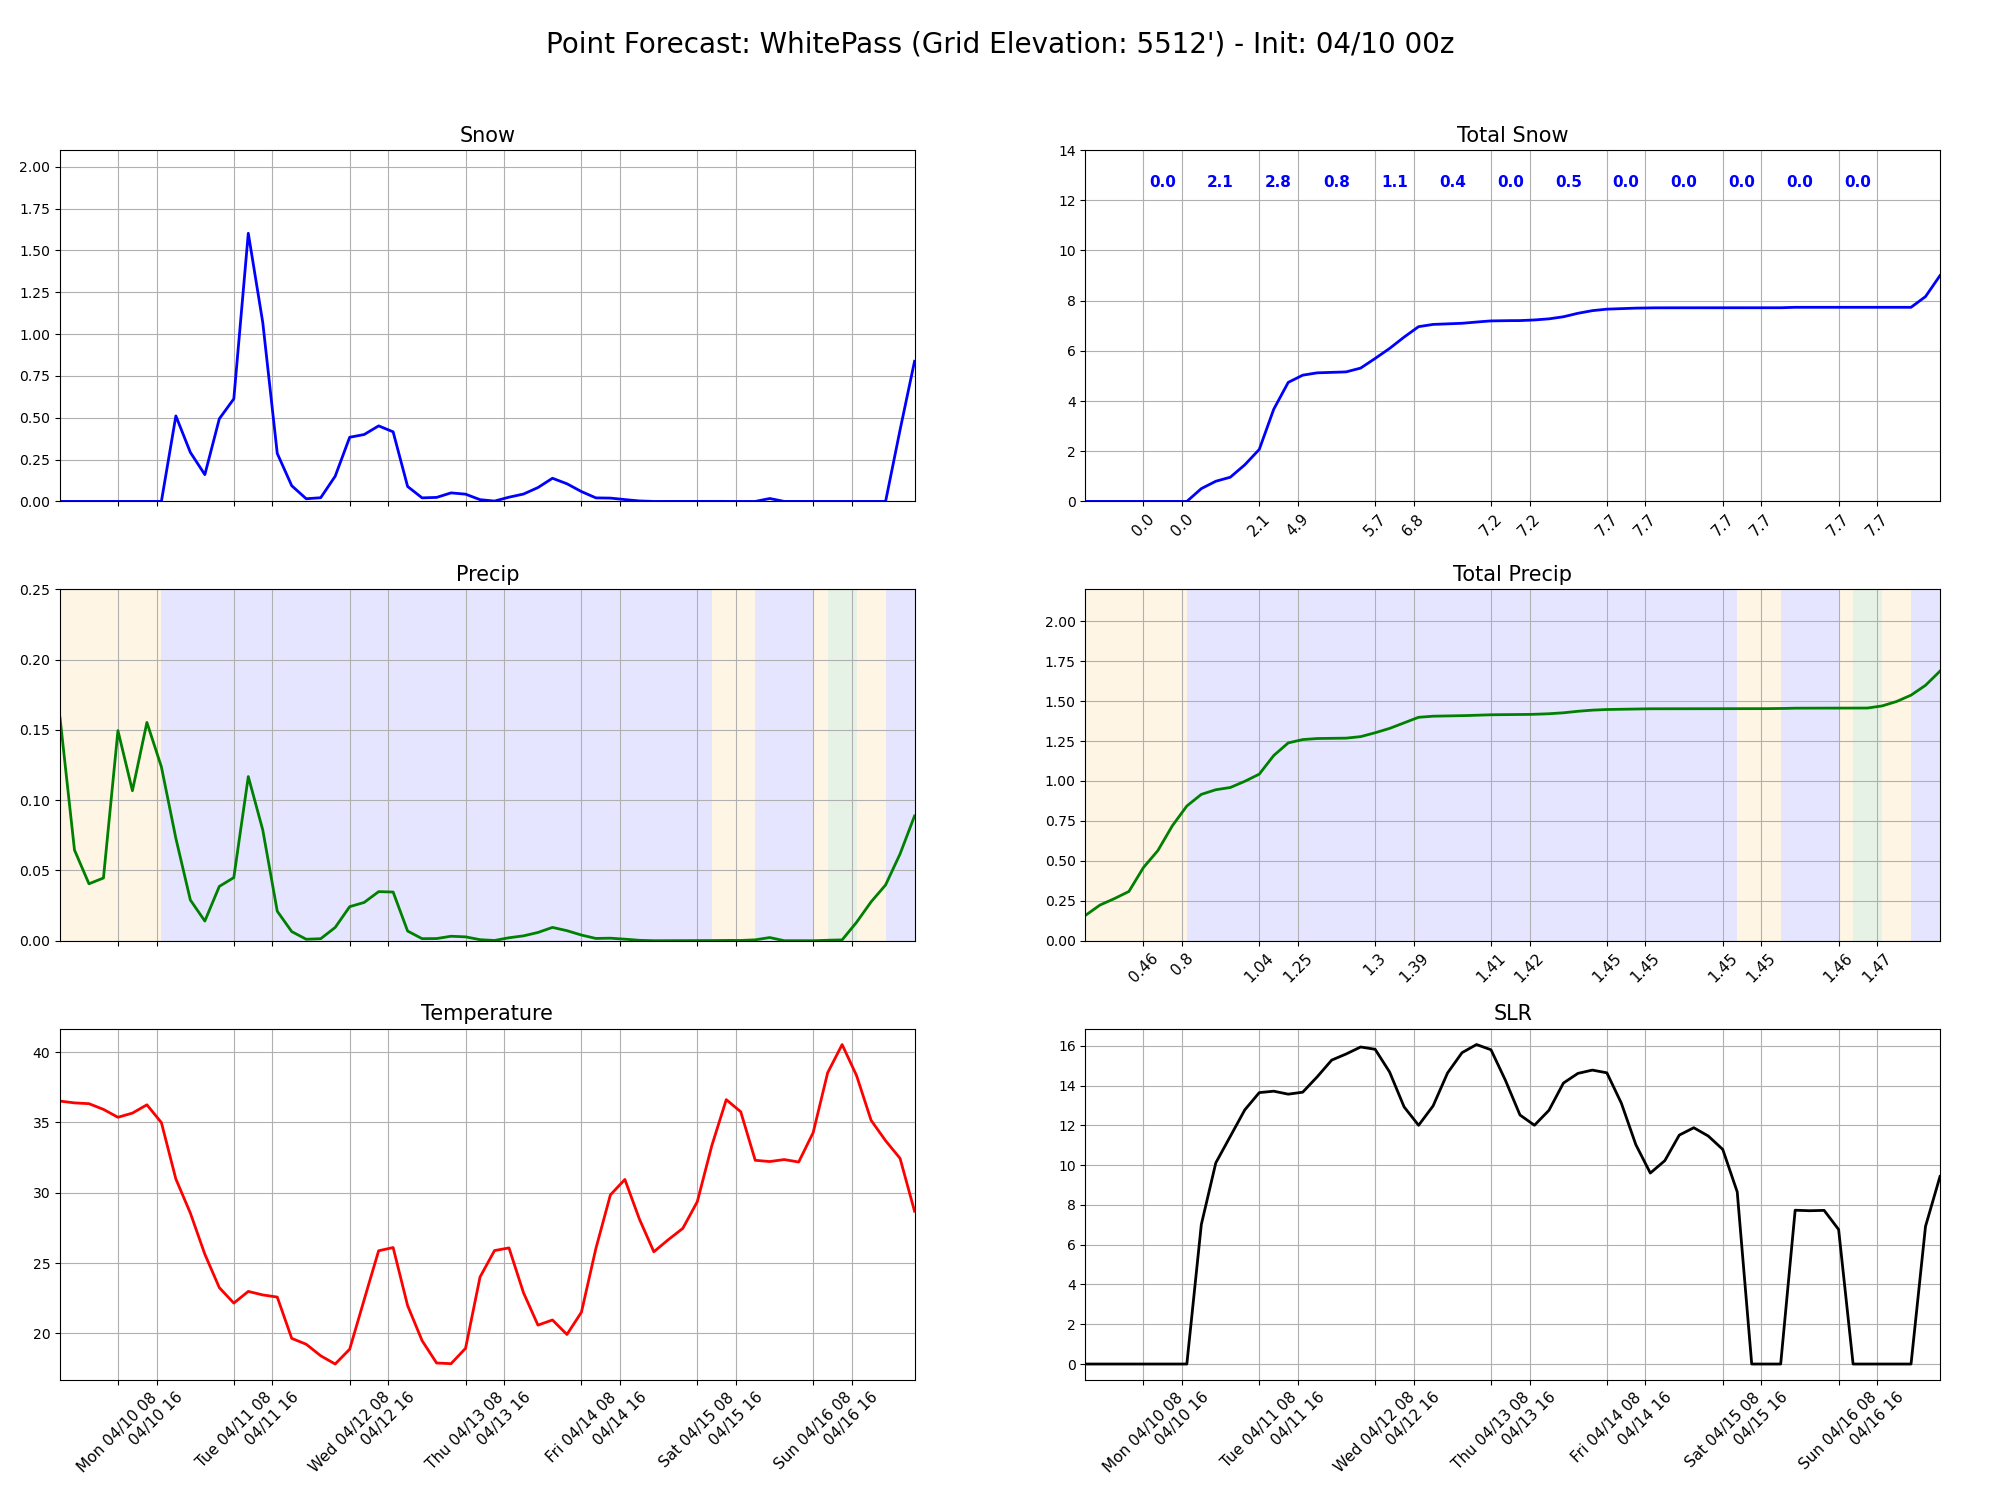 Point Forecast: WhitePass (Grid Elevation: 5512') - Init: 04/10 00z
Snow
2.00
1.75
1.50
1.25
1.00
0.75
0.50
0.25
0.00
Total Snow
14
12
10
8
6
4
2
0
0.0 2.1 2.8 0.8 1.1 0.4 0.0 0.5 0.0 0.0 0.0 0.0 0.0
0.0 0.0 2.1 4.9 5.7 6.8 7.2 7.2 7.7 7.7 7.7 7.7 7.7 7.7
Precip
0.25
0.20
0.15
0.10
0.05
0.00
Total Precip
2.00
1.75
1.50
1.25
1.00
0.75
0.50
0.25
0.00
0.46 0.8 1.04 1.25 1.3 1.39 1.41 1.42 1.45 1.45 1.45 1.45 1.46 1.47
Temperature
40
35
30
25
20
Mon 04/10 08
04/10 16
Tue 04/11 08
04/11 16
Wed 04/12 08
04/12 16
Thu 04/13 08
04/13 16
Fri 04/14 08
04/14 16
Sat 04/15 08
04/15 16
Sun 04/16 08
04/16 16
SLR
16
14
12
10
8
6
4
2
0
Mon 04/10 08
04/10 16
Tue 04/11 08
04/11 16
Wed 04/12 08
04/12 16
Thu 04/13 08
04/13 16
Fri 04/14 08
04/14 16
Sat 04/15 08
04/15 16
Sun 04/16 08
04/16 16